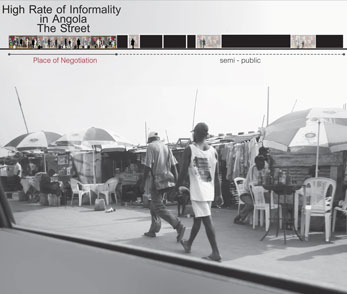 High Rate of Informality
in Angola
The Street
Place of Negotiation
semi - public